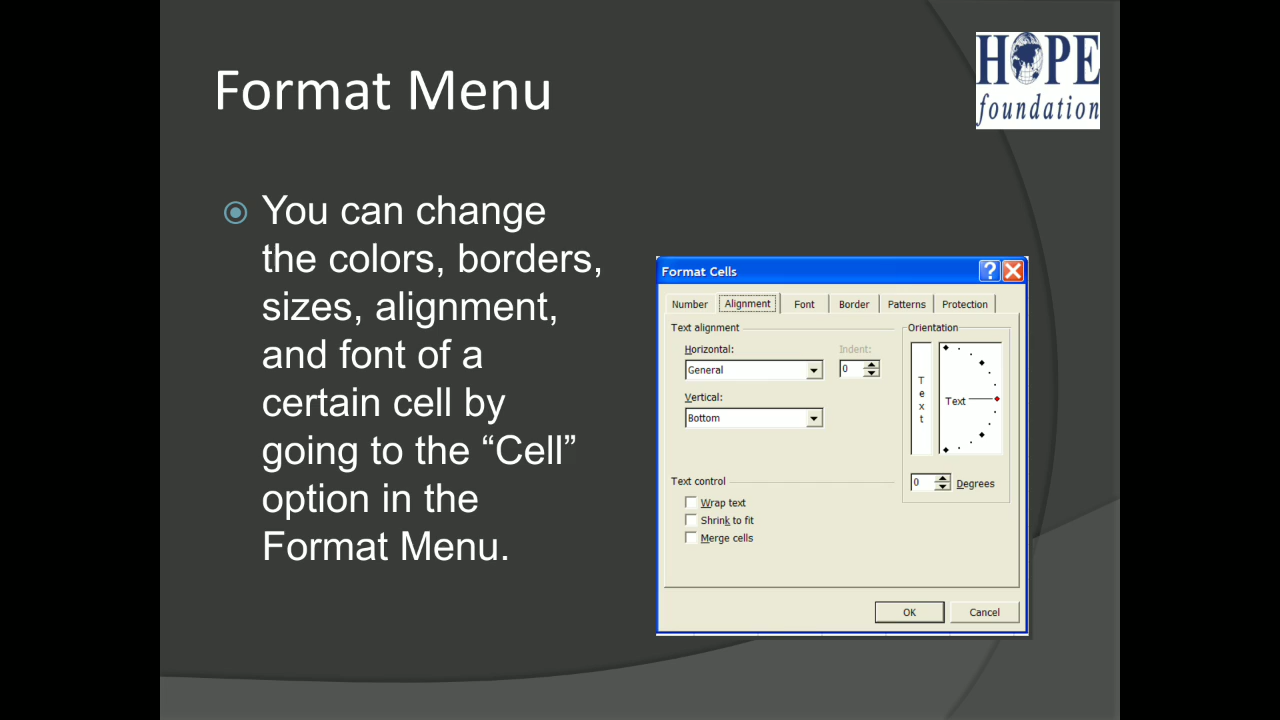 Format Menu
HOPE
foundation
You can change
the colors, borders,
sizes, alignment,
and font of a
certain cell by
going to the “Cell”
option in the
Format Menu.
Format Cells
Number Alignment Font Border Patterns Protection
Text alignment
Horizontal:
Indent:
General
0
Vertical:
Bottom
Orientation
T
e
x
t
Text
0 Degrees
Text control
Wrap text
Shrink to fit
Merge cells
OK Cancel